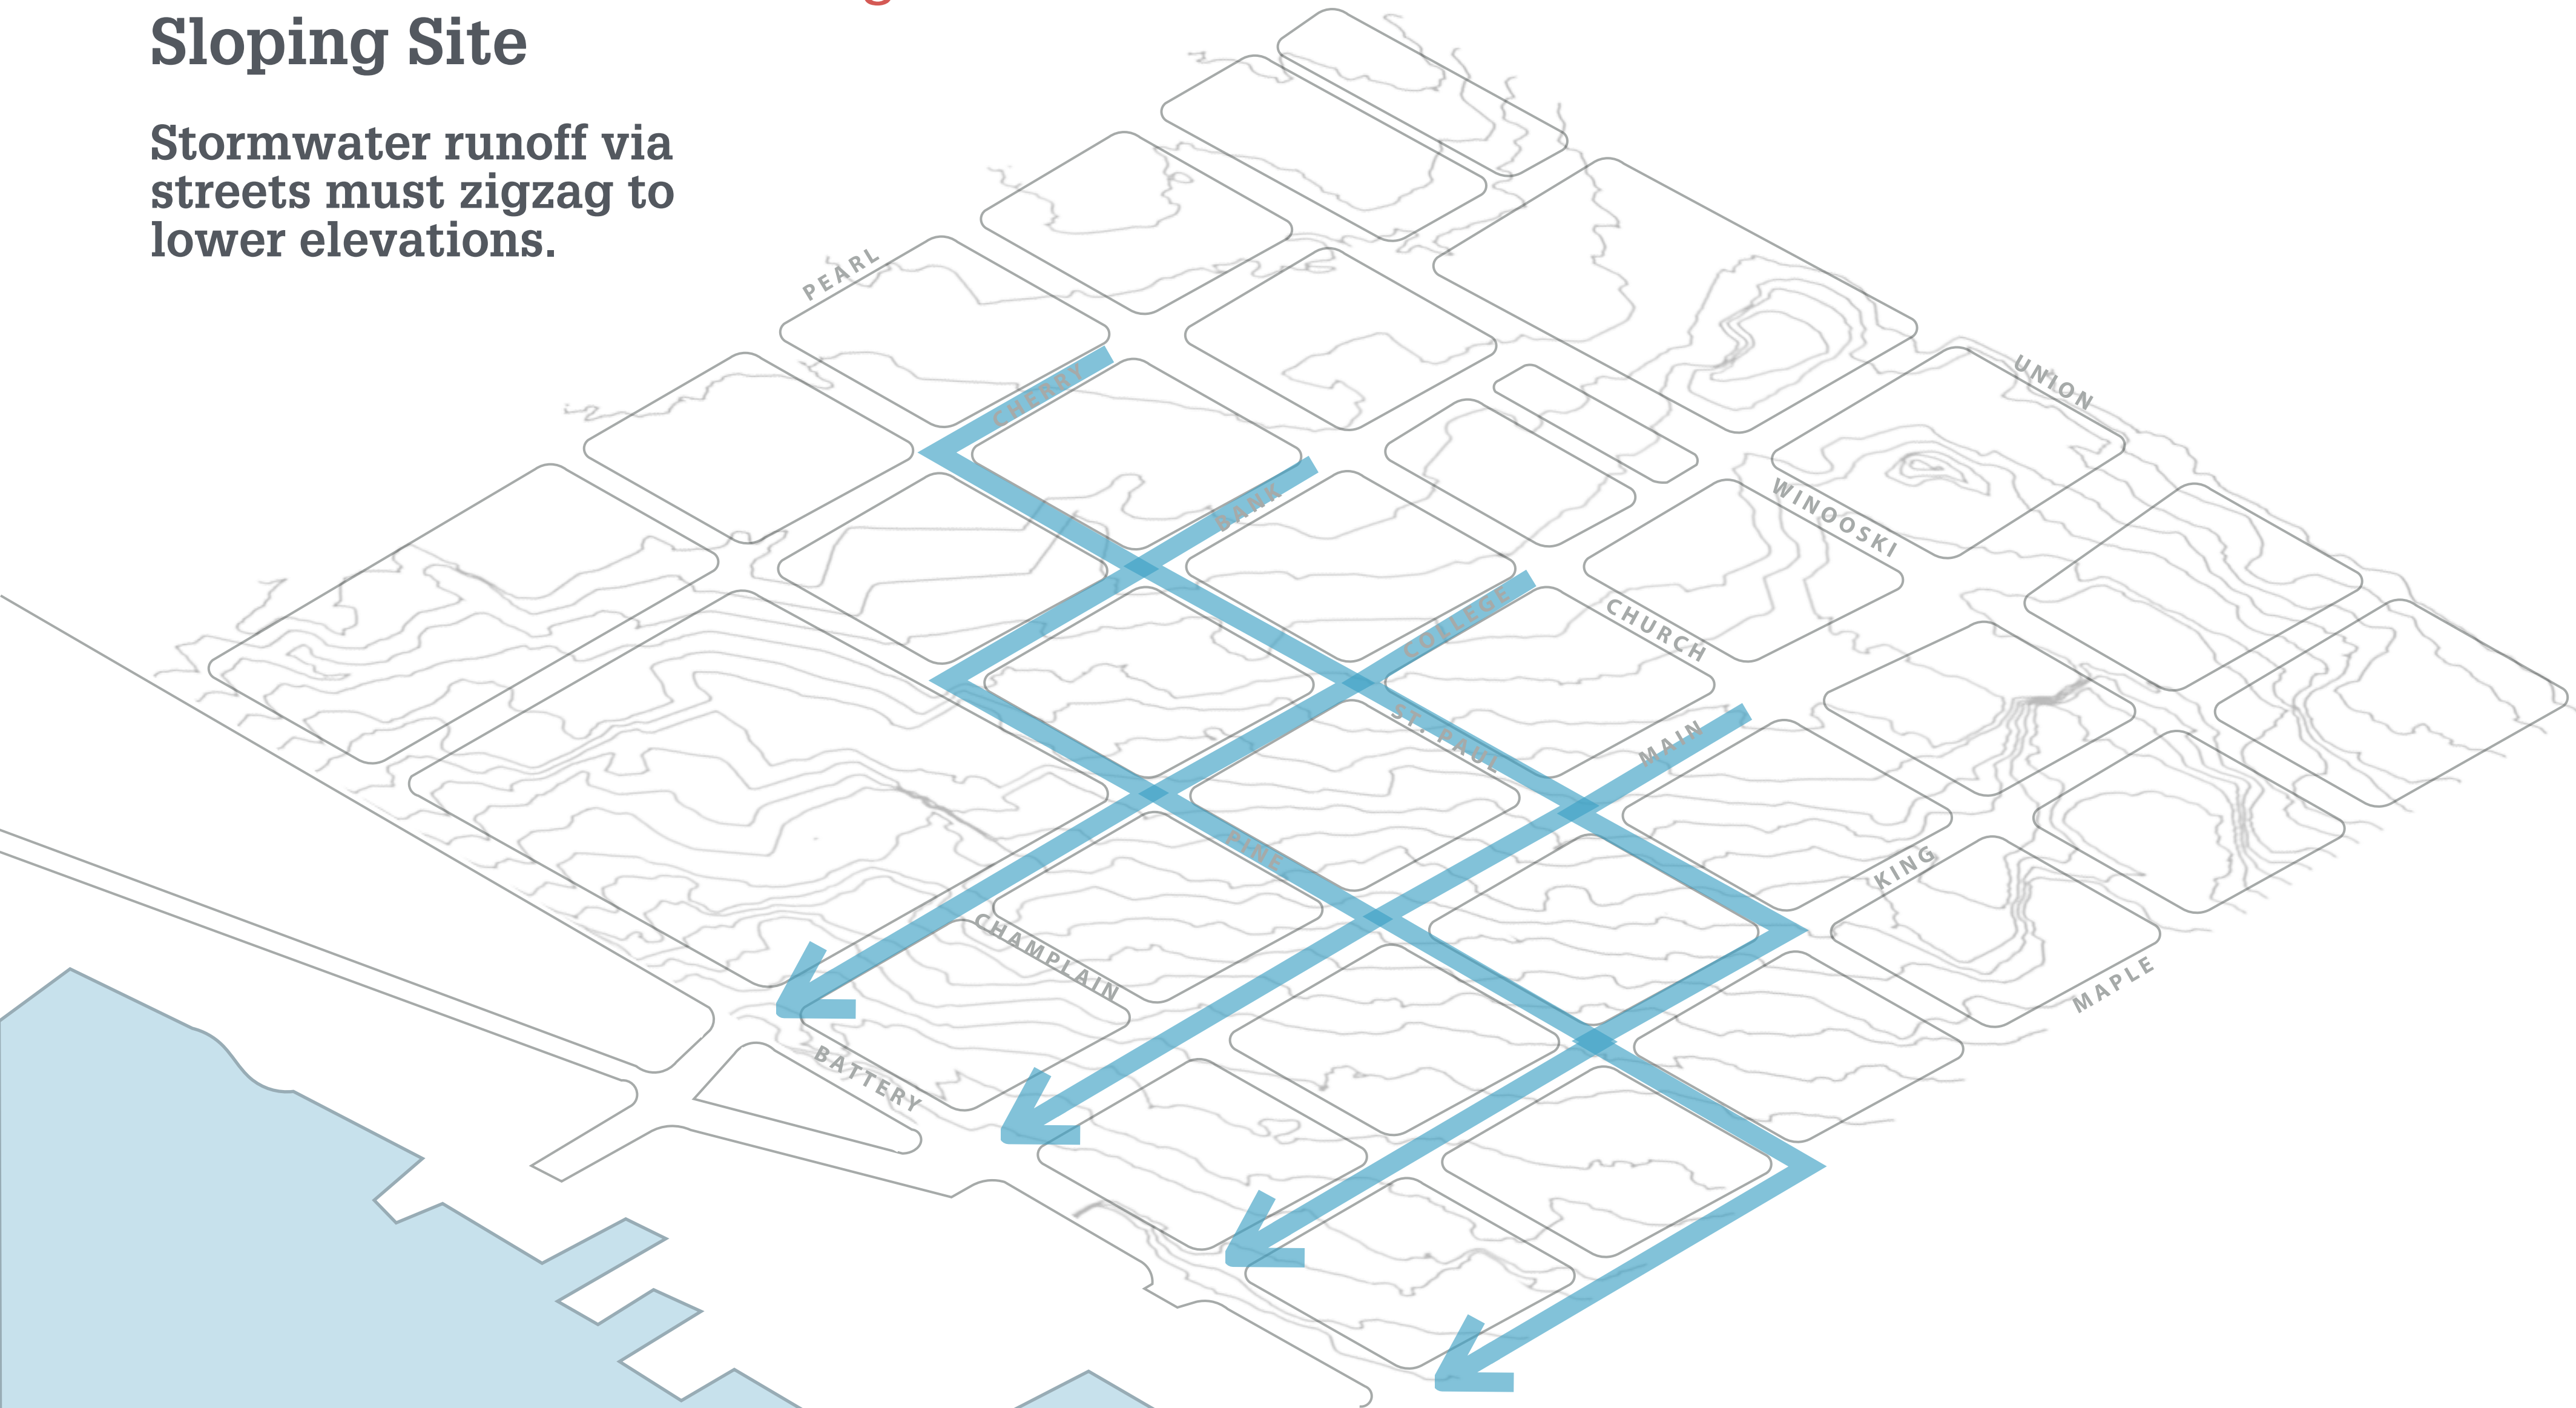 Sloping Site
Stormwater runoff via
streets must zigzag to
lower elevations.
PEARL
CHERRY
UNION
BANK
WINOOSKI
COLLEGE
CHURCH
ST. PAUL
MAIN
PINE
KING
CHAMPLAIN
MAPLE
BATTERY